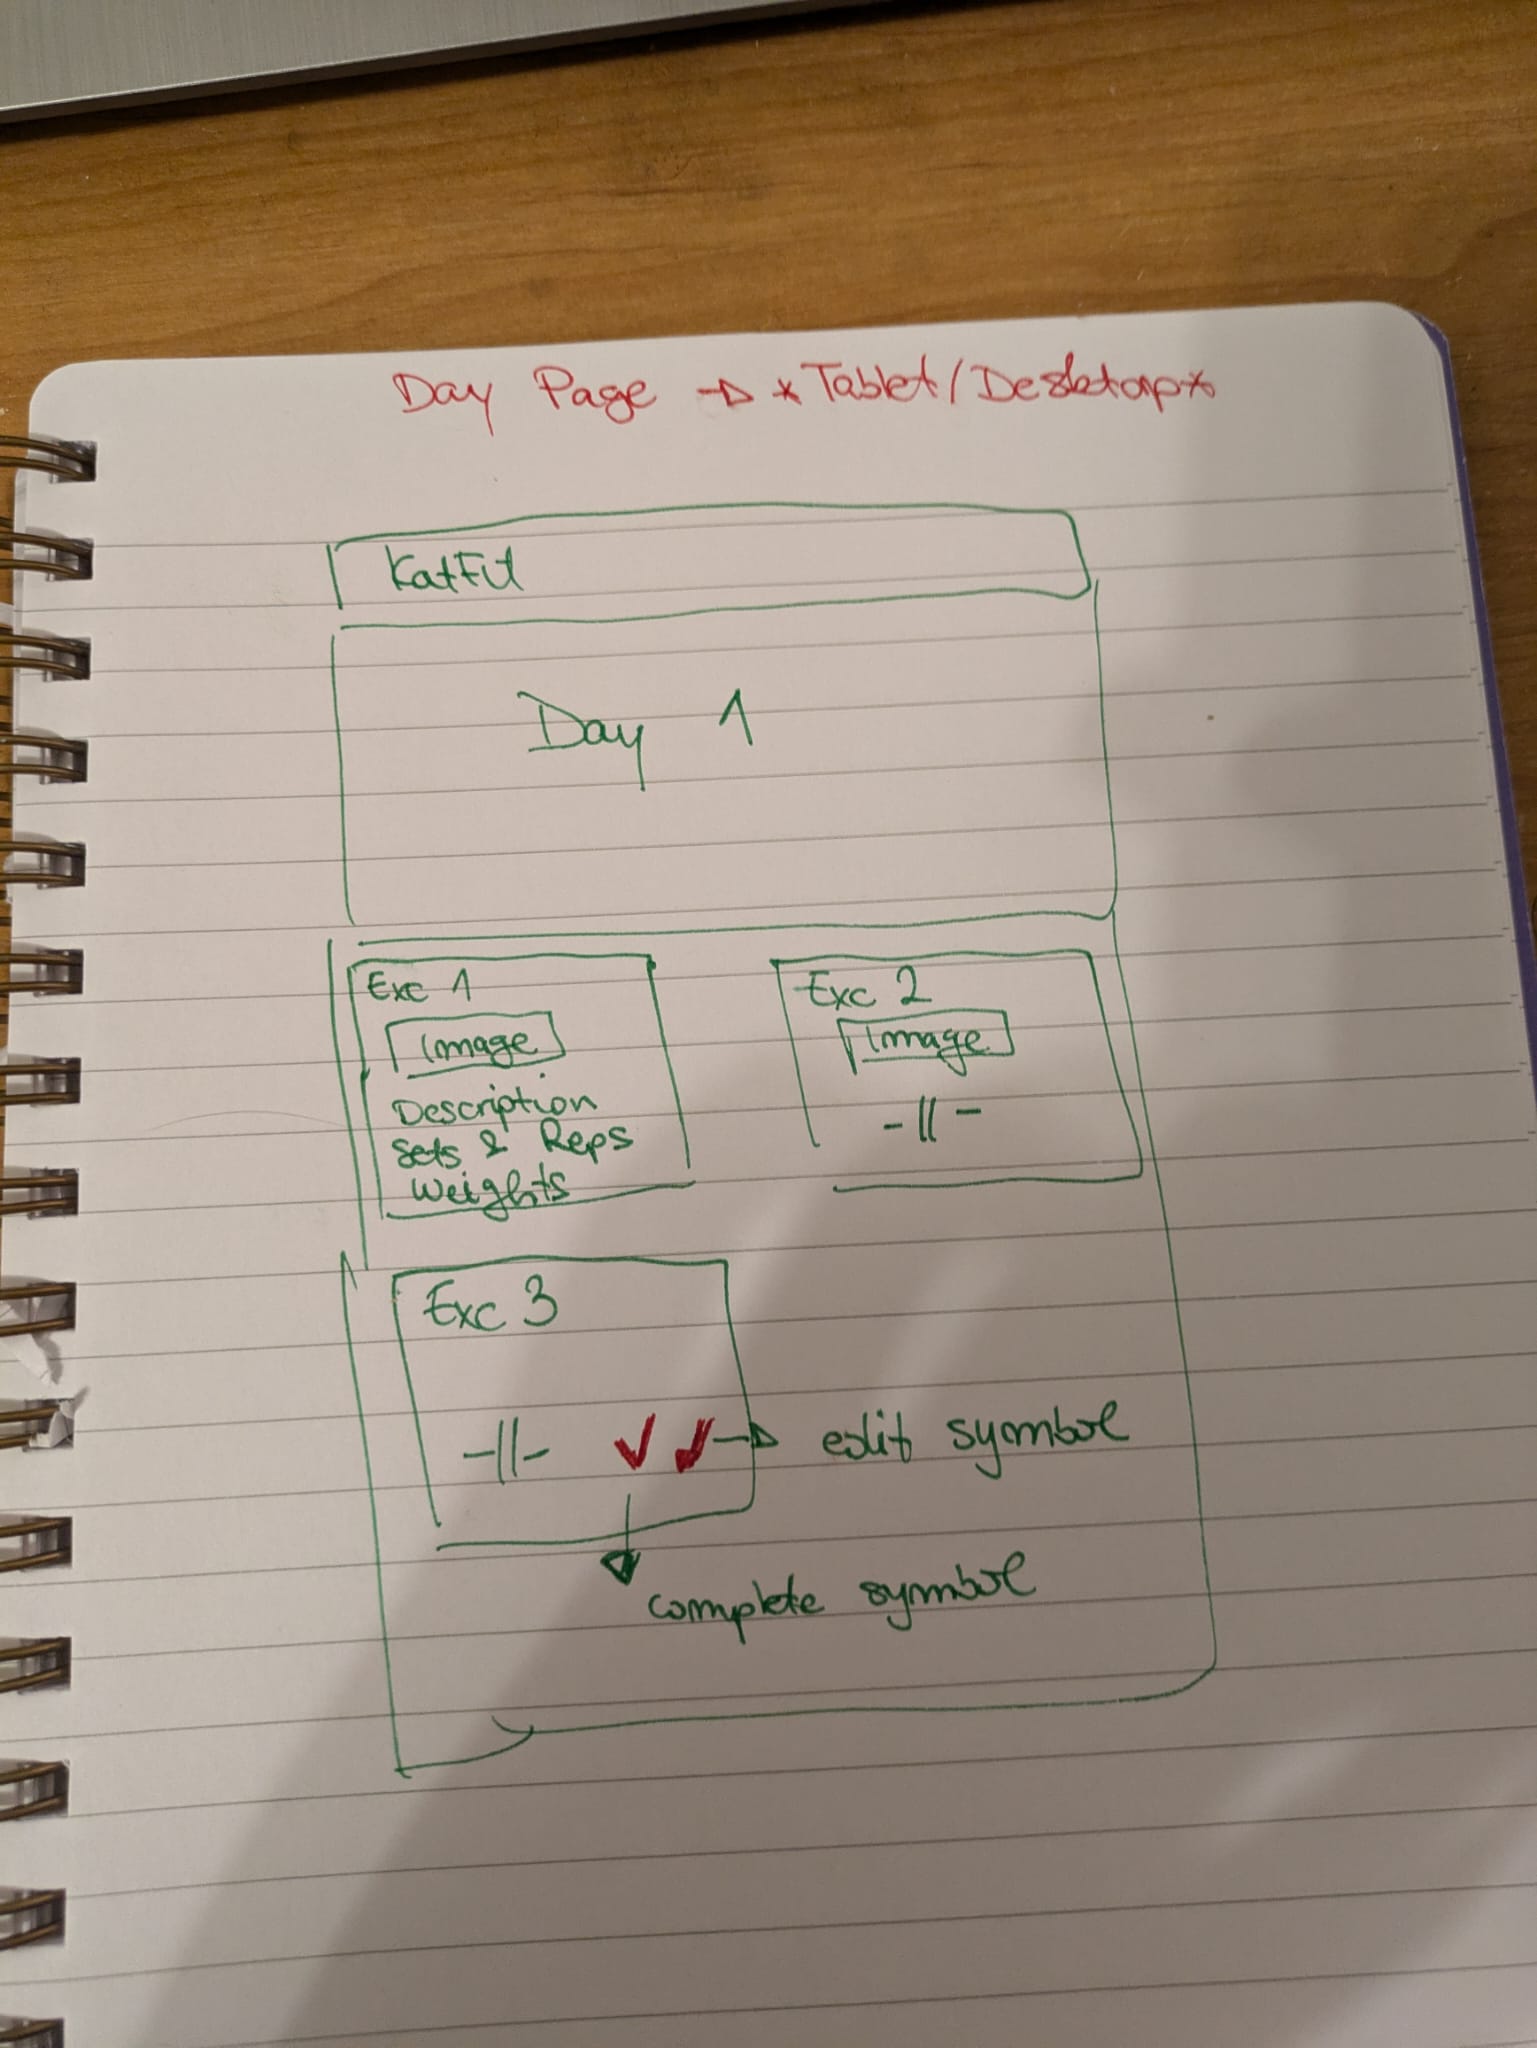 Day Page → *Tablet/Desktop*
KatFit
Day 1
Exc 1
Image
Description
Sets & Reps
Weights
Exc 2
Image
-||-
Exc 3
-||- ✓ ✓ → edit symbol
complete symbol